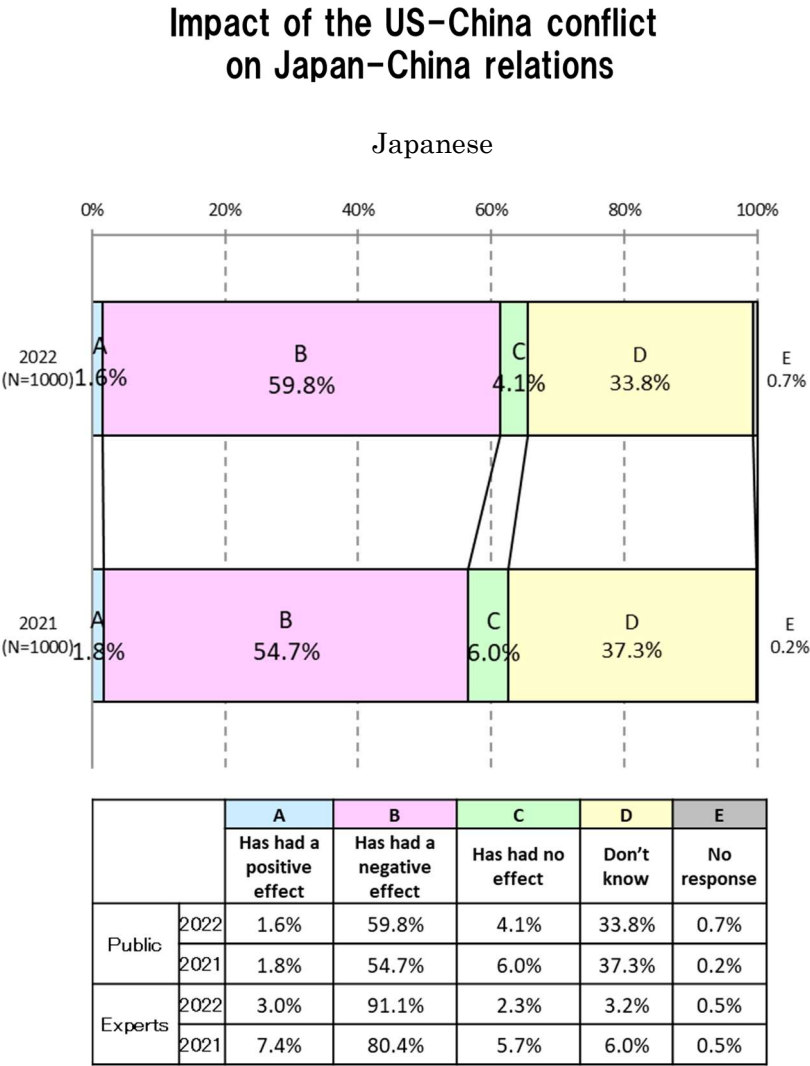 Impact of the US-China conflict
on Japan-China relations
Japanese
0% 20% 40% 60% 80% 100%
2022
(N=1000)
A
1.6%
B
59.8%
C
4.1%
D
33.8%
E
0.7%
2021
(N=1000)
A
1.8%
B
54.7%
C
6.0%
D
37.3%
E
0.2%
A B C D E
Has had a positive effect
Has had a negative effect
Has had no effect
Don't know
No response
Public
2022 1.6% 59.8% 4.1% 33.8% 0.7%
2021 1.8% 54.7% 6.0% 37.3% 0.2%
Experts
2022 3.0% 91.1% 2.3% 3.2% 0.5%
2021 7.4% 80.4% 5.7% 6.0% 0.5%